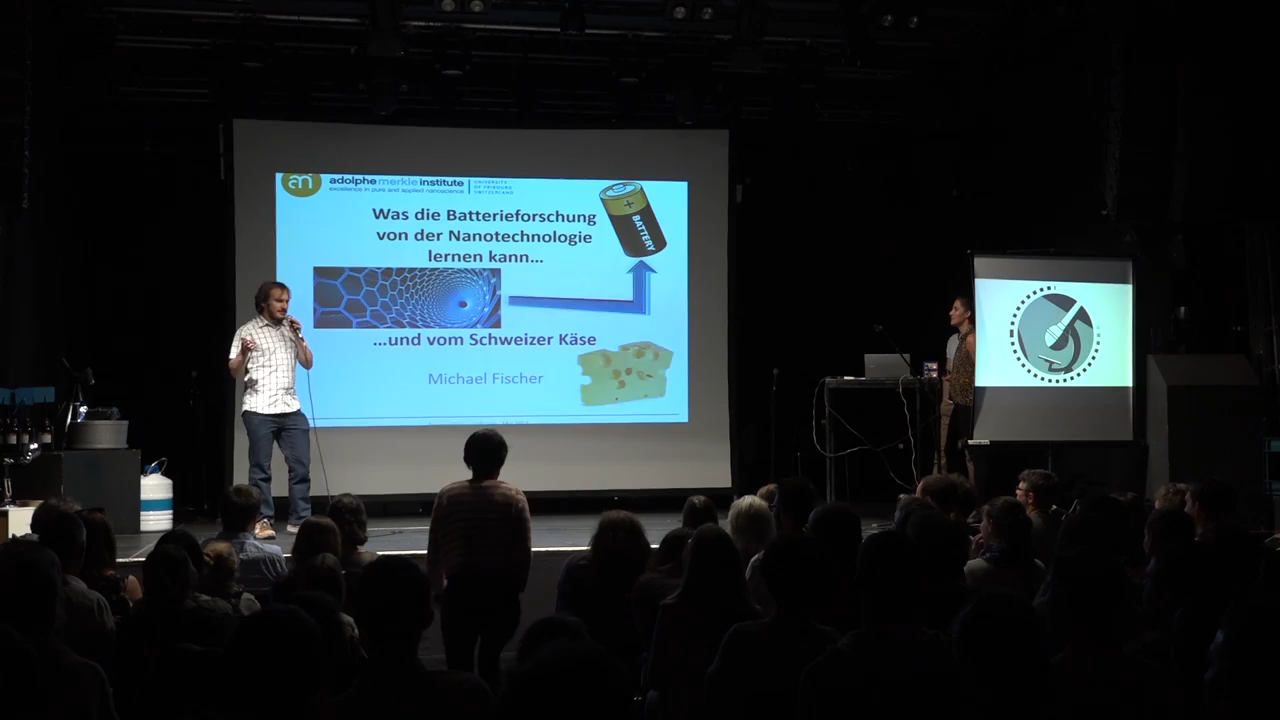 adolphe merkle institute
excellence in pure and applied nanoscience
UNIVERSITY
OF FRIBOURG
SWITZERLAND
Was die Batterieforschung
von der Nanotechnologie
lernen kann...
BATTERY
...und vom Schweizer Käse
Michael Fischer